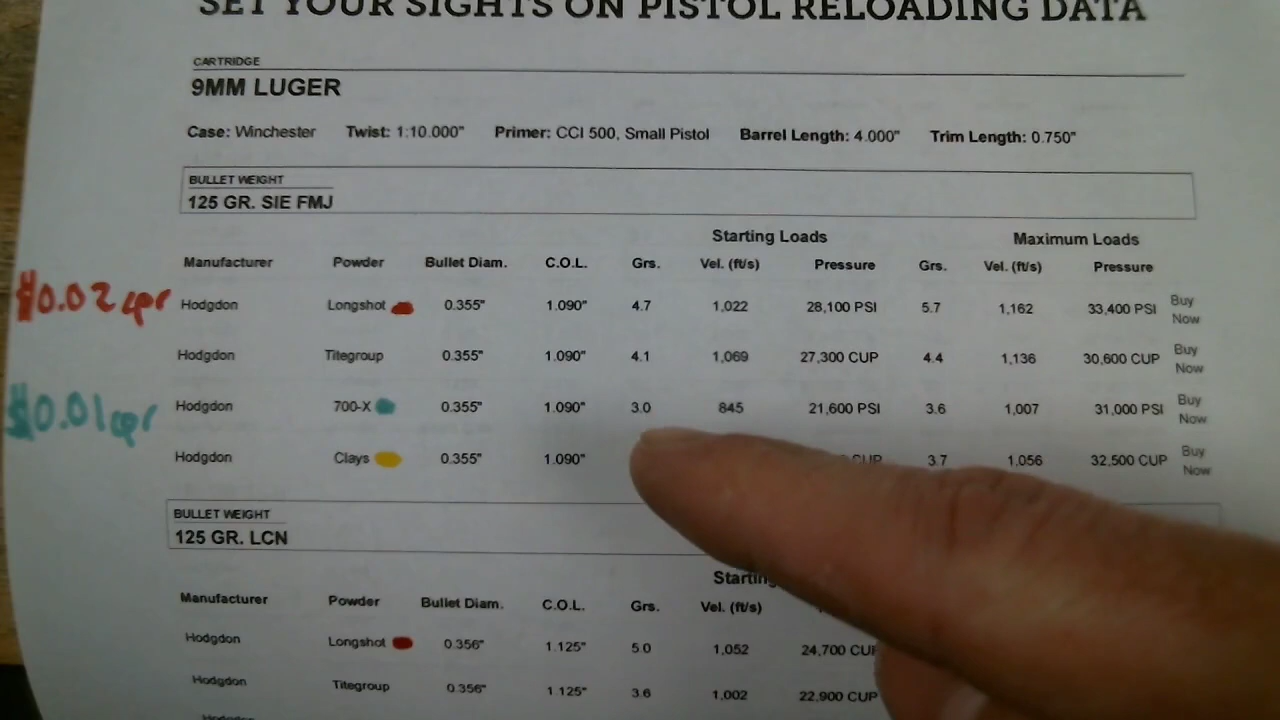 SET YOUR SIGHTS ON PISTOL RELOADING DATA
CARTRIDGE
9MM LUGER
Case: Winchester Twist: 1:10.000" Primer: CCI 500, Small Pistol Barrel Length: 4.000" Trim Length: 0.750"
BULLET WEIGHT
125 GR. SIE FMJ
Starting Loads Maximum Loads
Manufacturer Powder Bullet Diam. C.O.L. Grs. Vel. (ft/s) Pressure Grs. Vel. (ft/s) Pressure
$0.02 cpr Hodgdon Longshot 0.355" 1.090" 4.7 1,022 28,100 PSI 5.7 1,162 33,400 PSI Buy Now
Hodgdon Titegroup 0.355" 1.090" 4.1 1,069 27,300 CUP 4.4 1,136 30,600 CUP Buy Now
$0.01 cpr Hodgdon 700-X 0.355" 1.090" 3.0 845 21,600 PSI 3.6 1,007 31,000 PSI Buy Now
Hodgdon Clays 0.355" 1.090" CUP 3.7 1,056 32,500 CUP Buy Now
BULLET WEIGHT
125 GR. LCN
Starting
Manufacturer Powder Bullet Diam. C.O.L. Grs. Vel. (ft/s)
Hodgdon Longshot 0.356" 1.125" 5.0 1,052 24,700 CUP
Hodgdon Titegroup 0.356" 1.125" 3.6 1,002 22,900 CUP
Hodgdon